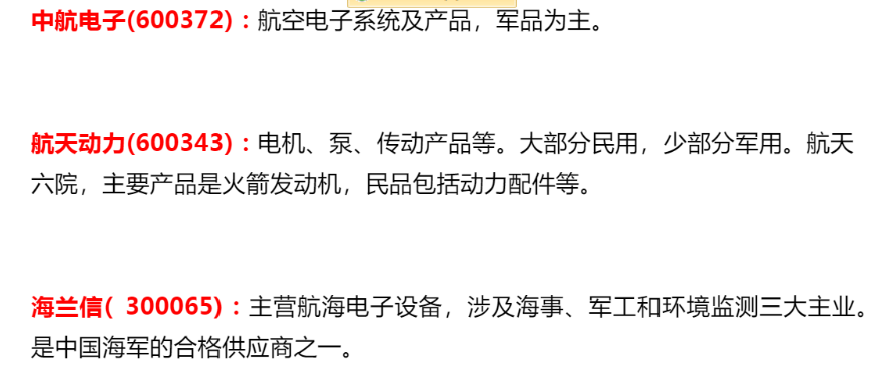 中航电子(600372)：航空电子系统及产品，军品为主。
航天动力(600343)：电机、泵、传动产品等。大部分民用，少部分军用。航天
六院，主要产品是火箭发动机，民品包括动力配件等。
海兰信( 300065)：主营航海电子设备，涉及海事、军工和环境监测三大主业。
是中国海军的合格供应商之一。